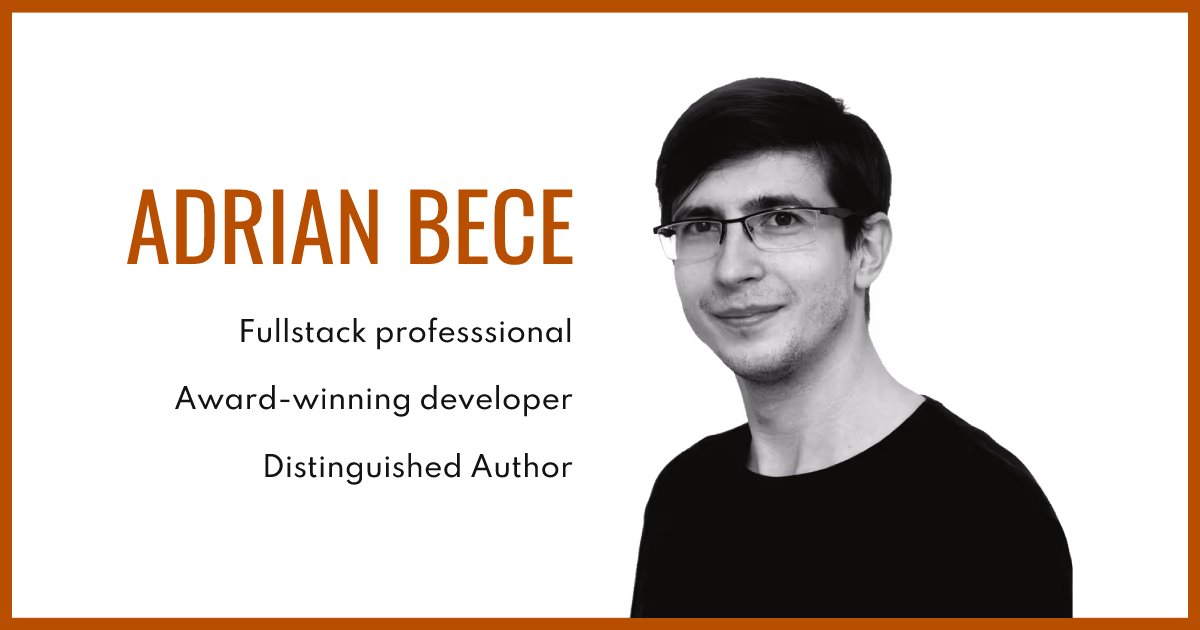 ADRIAN BECE
Fullstack professsional
Award-winning developer
Distinguished Author